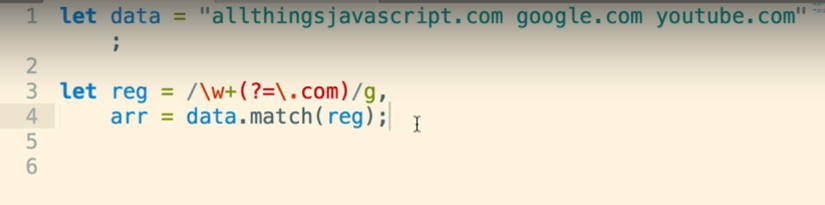 1 let data = "allthingsjavascript.com google.com youtube.com"
;
2
3 let reg = /\w+(?=\.com)/g,
4 arr = data.match(reg);
5
6